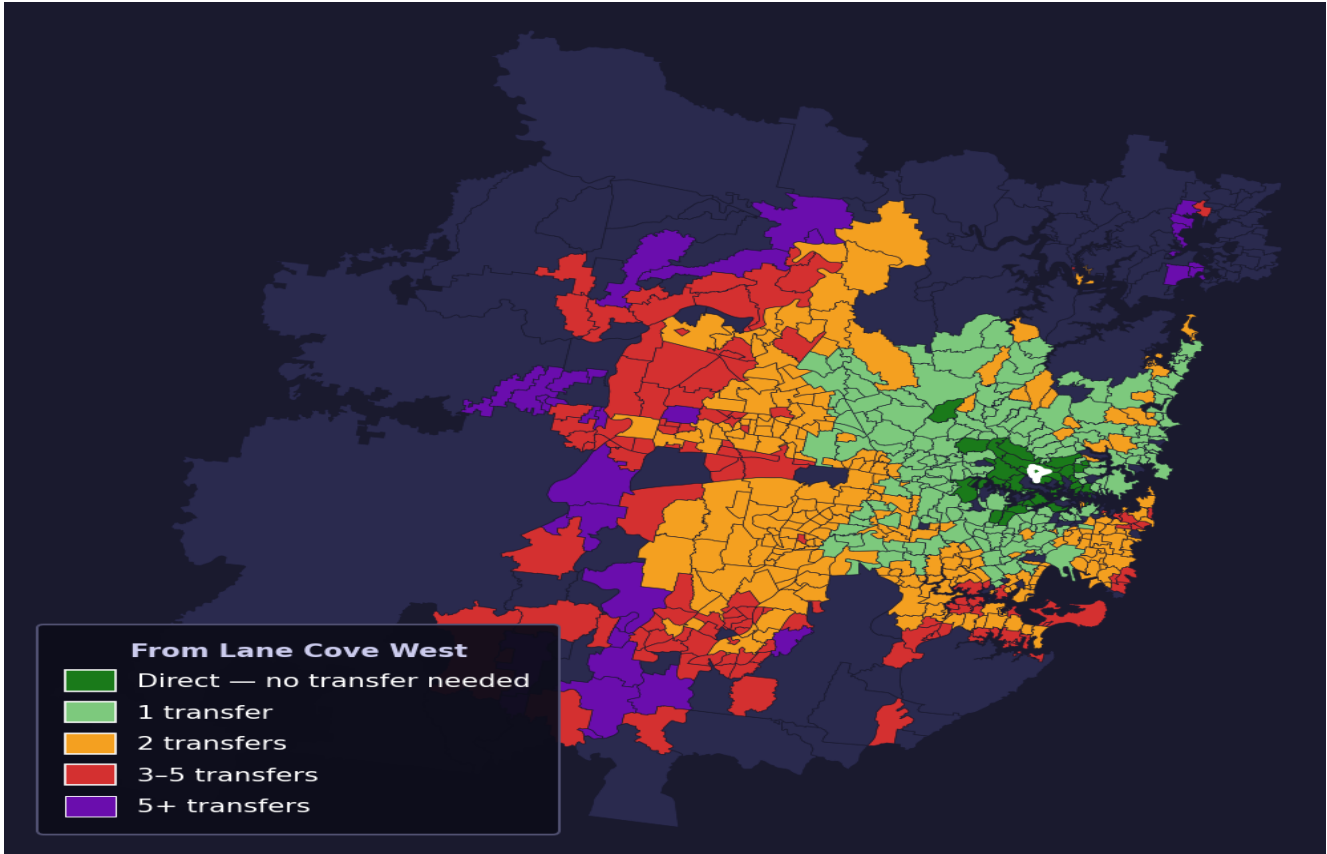 From Lane Cove West
Direct — no transfer needed
1 transfer
2 transfers
3–5 transfers
5+ transfers